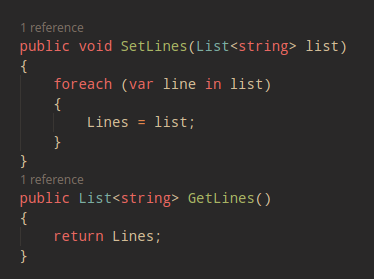 1 reference
public void SetLines(List<string> list)
{
    foreach (var line in list)
    {
        Lines = list;
    }
}
1 reference
public List<string> GetLines()
{
    return Lines;
}